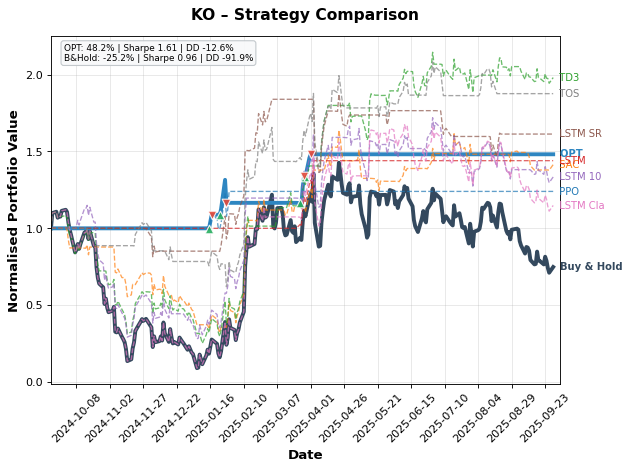 KO – Strategy Comparison
OPT: 48.2% | Sharpe 1.61 | DD -12.6%
B&Hold: -25.2% | Sharpe 0.96 | DD -91.9%
Normalised Portfolio Value
2.0
1.5
1.0
0.5
0.0
TD3
TOS
LSTM SR
OPT
LSTM
SAC
LSTM 10
PPO
LSTM Cla
Buy & Hold
2024-10-08
2024-11-02
2024-11-27
2024-12-22
2025-01-16
2025-02-10
2025-03-07
2025-04-01
2025-04-26
2025-05-21
2025-06-15
2025-07-10
2025-08-04
2025-08-29
2025-09-23
Date